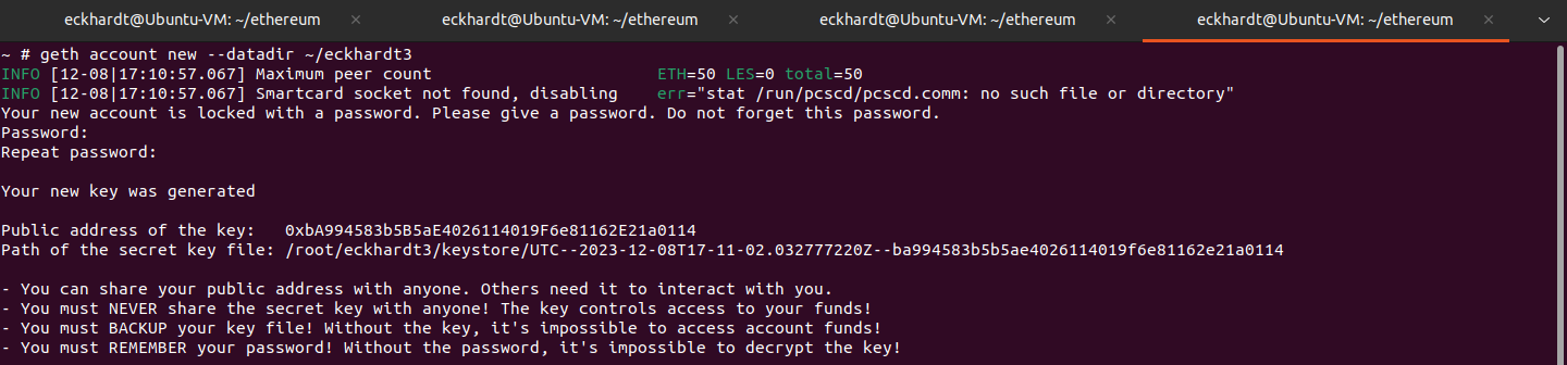 eckhardt@Ubuntu-VM: ~/ethereum × eckhardt@Ubuntu-VM: ~/ethereum × eckhardt@Ubuntu-VM: ~/ethereum × eckhardt@Ubuntu-VM: ~/ethereum ×
~ # geth account new --datadir ~/eckhardt3
INFO [12-08|17:10:57.067] Maximum peer count ETH=50 LES=0 total=50
INFO [12-08|17:10:57.067] Smartcard socket not found, disabling err="stat /run/pcscd/pcscd.comm: no such file or directory"
Your new account is locked with a password. Please give a password. Do not forget this password.
Password:
Repeat password:
Your new key was generated
Public address of the key: 0xbA994583b5B5aE4026114019F6e81162E21a0114
Path of the secret key file: /root/eckhardt3/keystore/UTC--2023-12-08T17-11-02.032777220Z--ba994583b5b5ae4026114019f6e81162e21a0114
- You can share your public address with anyone. Others need it to interact with you.
- You must NEVER share the secret key with anyone! The key controls access to your funds!
- You must BACKUP your key file! Without the key, it's impossible to access account funds!
- You must REMEMBER your password! Without the password, it's impossible to decrypt the key!